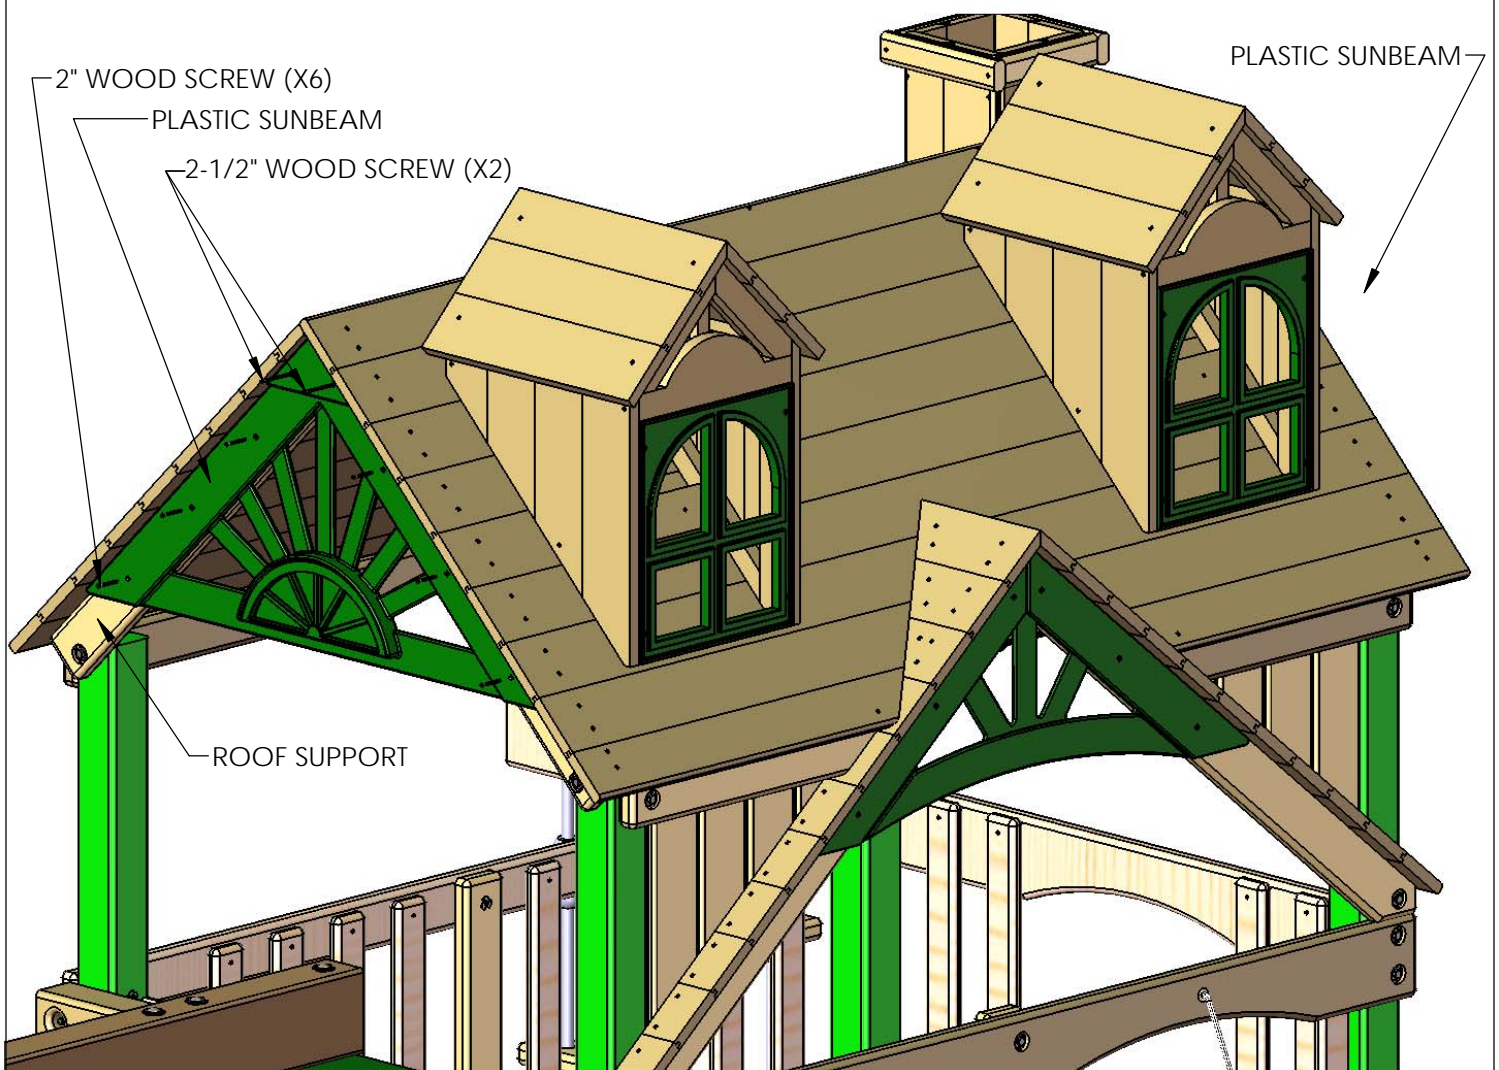 2" WOOD SCREW (X6)
PLASTIC SUNBEAM
2-1/2" WOOD SCREW (X2)
PLASTIC SUNBEAM
ROOF SUPPORT